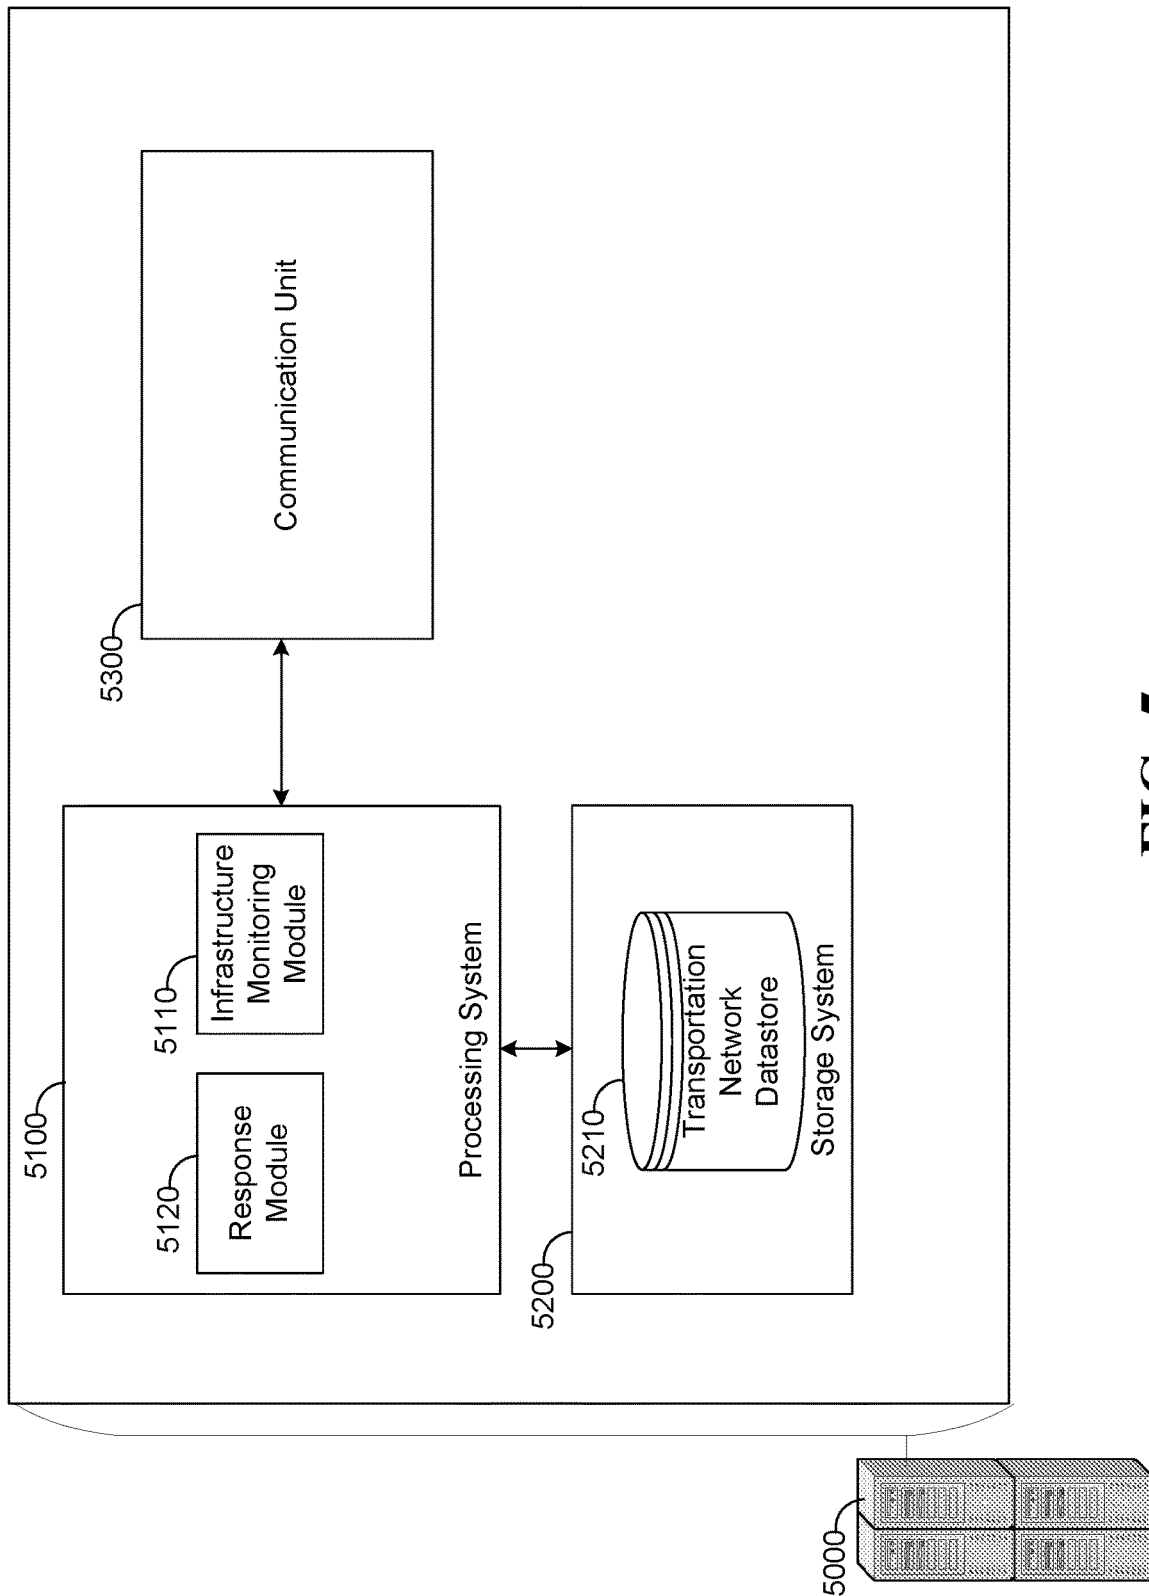 5100
5300
5120
Response
Module
5110
Infrastructure
Monitoring
Module
Communication Unit
Processing System
5200
5210
Transportation
Network
Datastore
Storage System
5000
FIG.